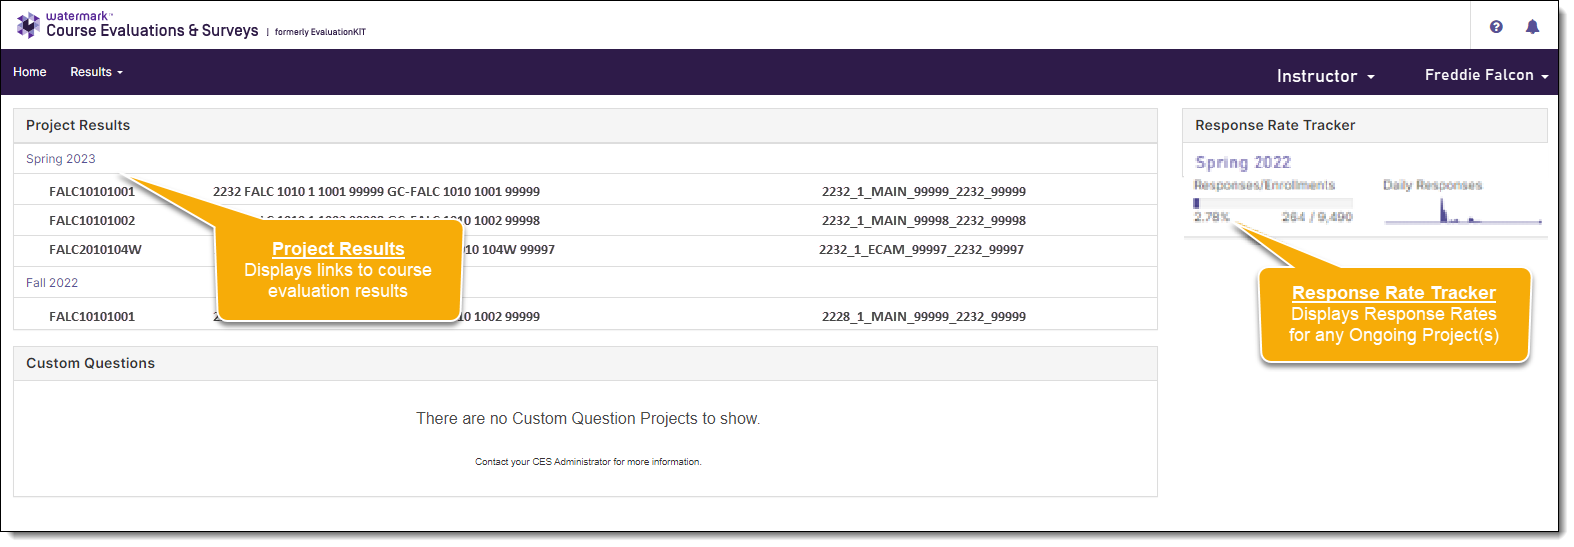 watermark™
Course Evaluations & Surveys | formerly EvaluationKIT
Home Results Instructor Freddie Falcon
Project Results
Spring 2023
FALC10101001 2232 FALC 1010 1 1001 99999 GC-FALC 1010 1001 99999 2232_1_MAIN_99999_2232_99999
FALC10101002 1010 1002 99998 2232_1_MAIN_99998_2232_99998
FALC2010104W 10 104W 99997 2232_1_ECAM_99997_2232_99997
Fall 2022
FALC10101001 10 1002 99999 2228_1_MAIN_99999_2232_99999
Project Results
Displays links to course
evaluation results
Custom Questions
There are no Custom Question Projects to show.
Contact your CES Administrator for more information.
Response Rate Tracker
Spring 2022
Responses/Enrollments Daily Responses
2.78% 264 / 9,490
Response Rate Tracker
Displays Response Rates
for any Ongoing Project(s)